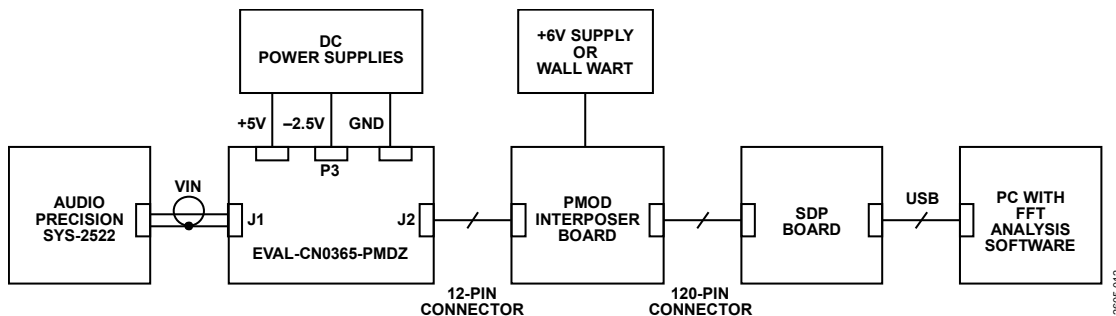 DC
POWER SUPPLIES
+6V SUPPLY
OR
WALL WART
+5V
–2.5V
GND
P3
AUDIO
PRECISION
SYS-2522
VIN
J1
J2
EVAL-CN0365-PMDZ
PMOD
INTERPOSER
BOARD
SDP
BOARD
USB
PC WITH
FFT
ANALYSIS
SOFTWARE
12-PIN
CONNECTOR
120-PIN
CONNECTOR